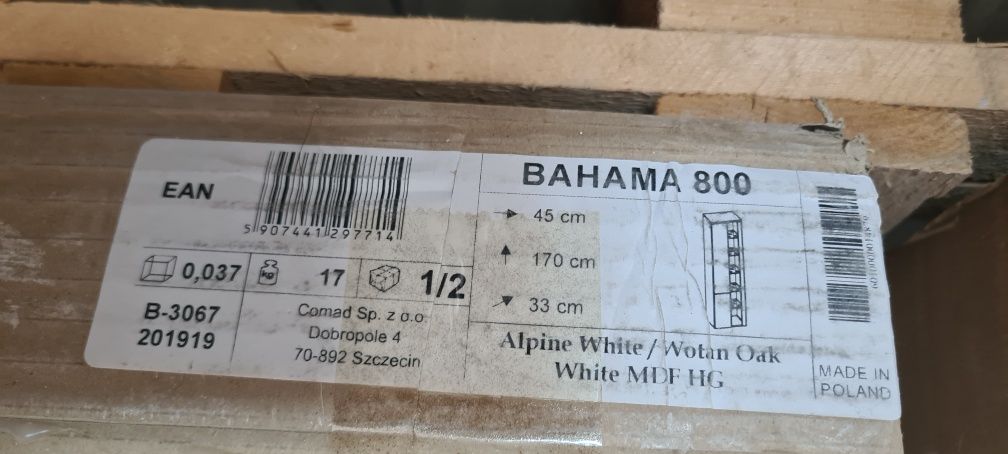 EAN
5 907441 297714
0,037
KG
17
1/2
B-3067
201919
Comad Sp. z o.o.
Dobropole 4
70-892 Szczecin
BAHAMA 800
45 cm
170 cm
33 cm
Alpine White / Wotan Oak
White MDF HG
MADE IN
POLAND